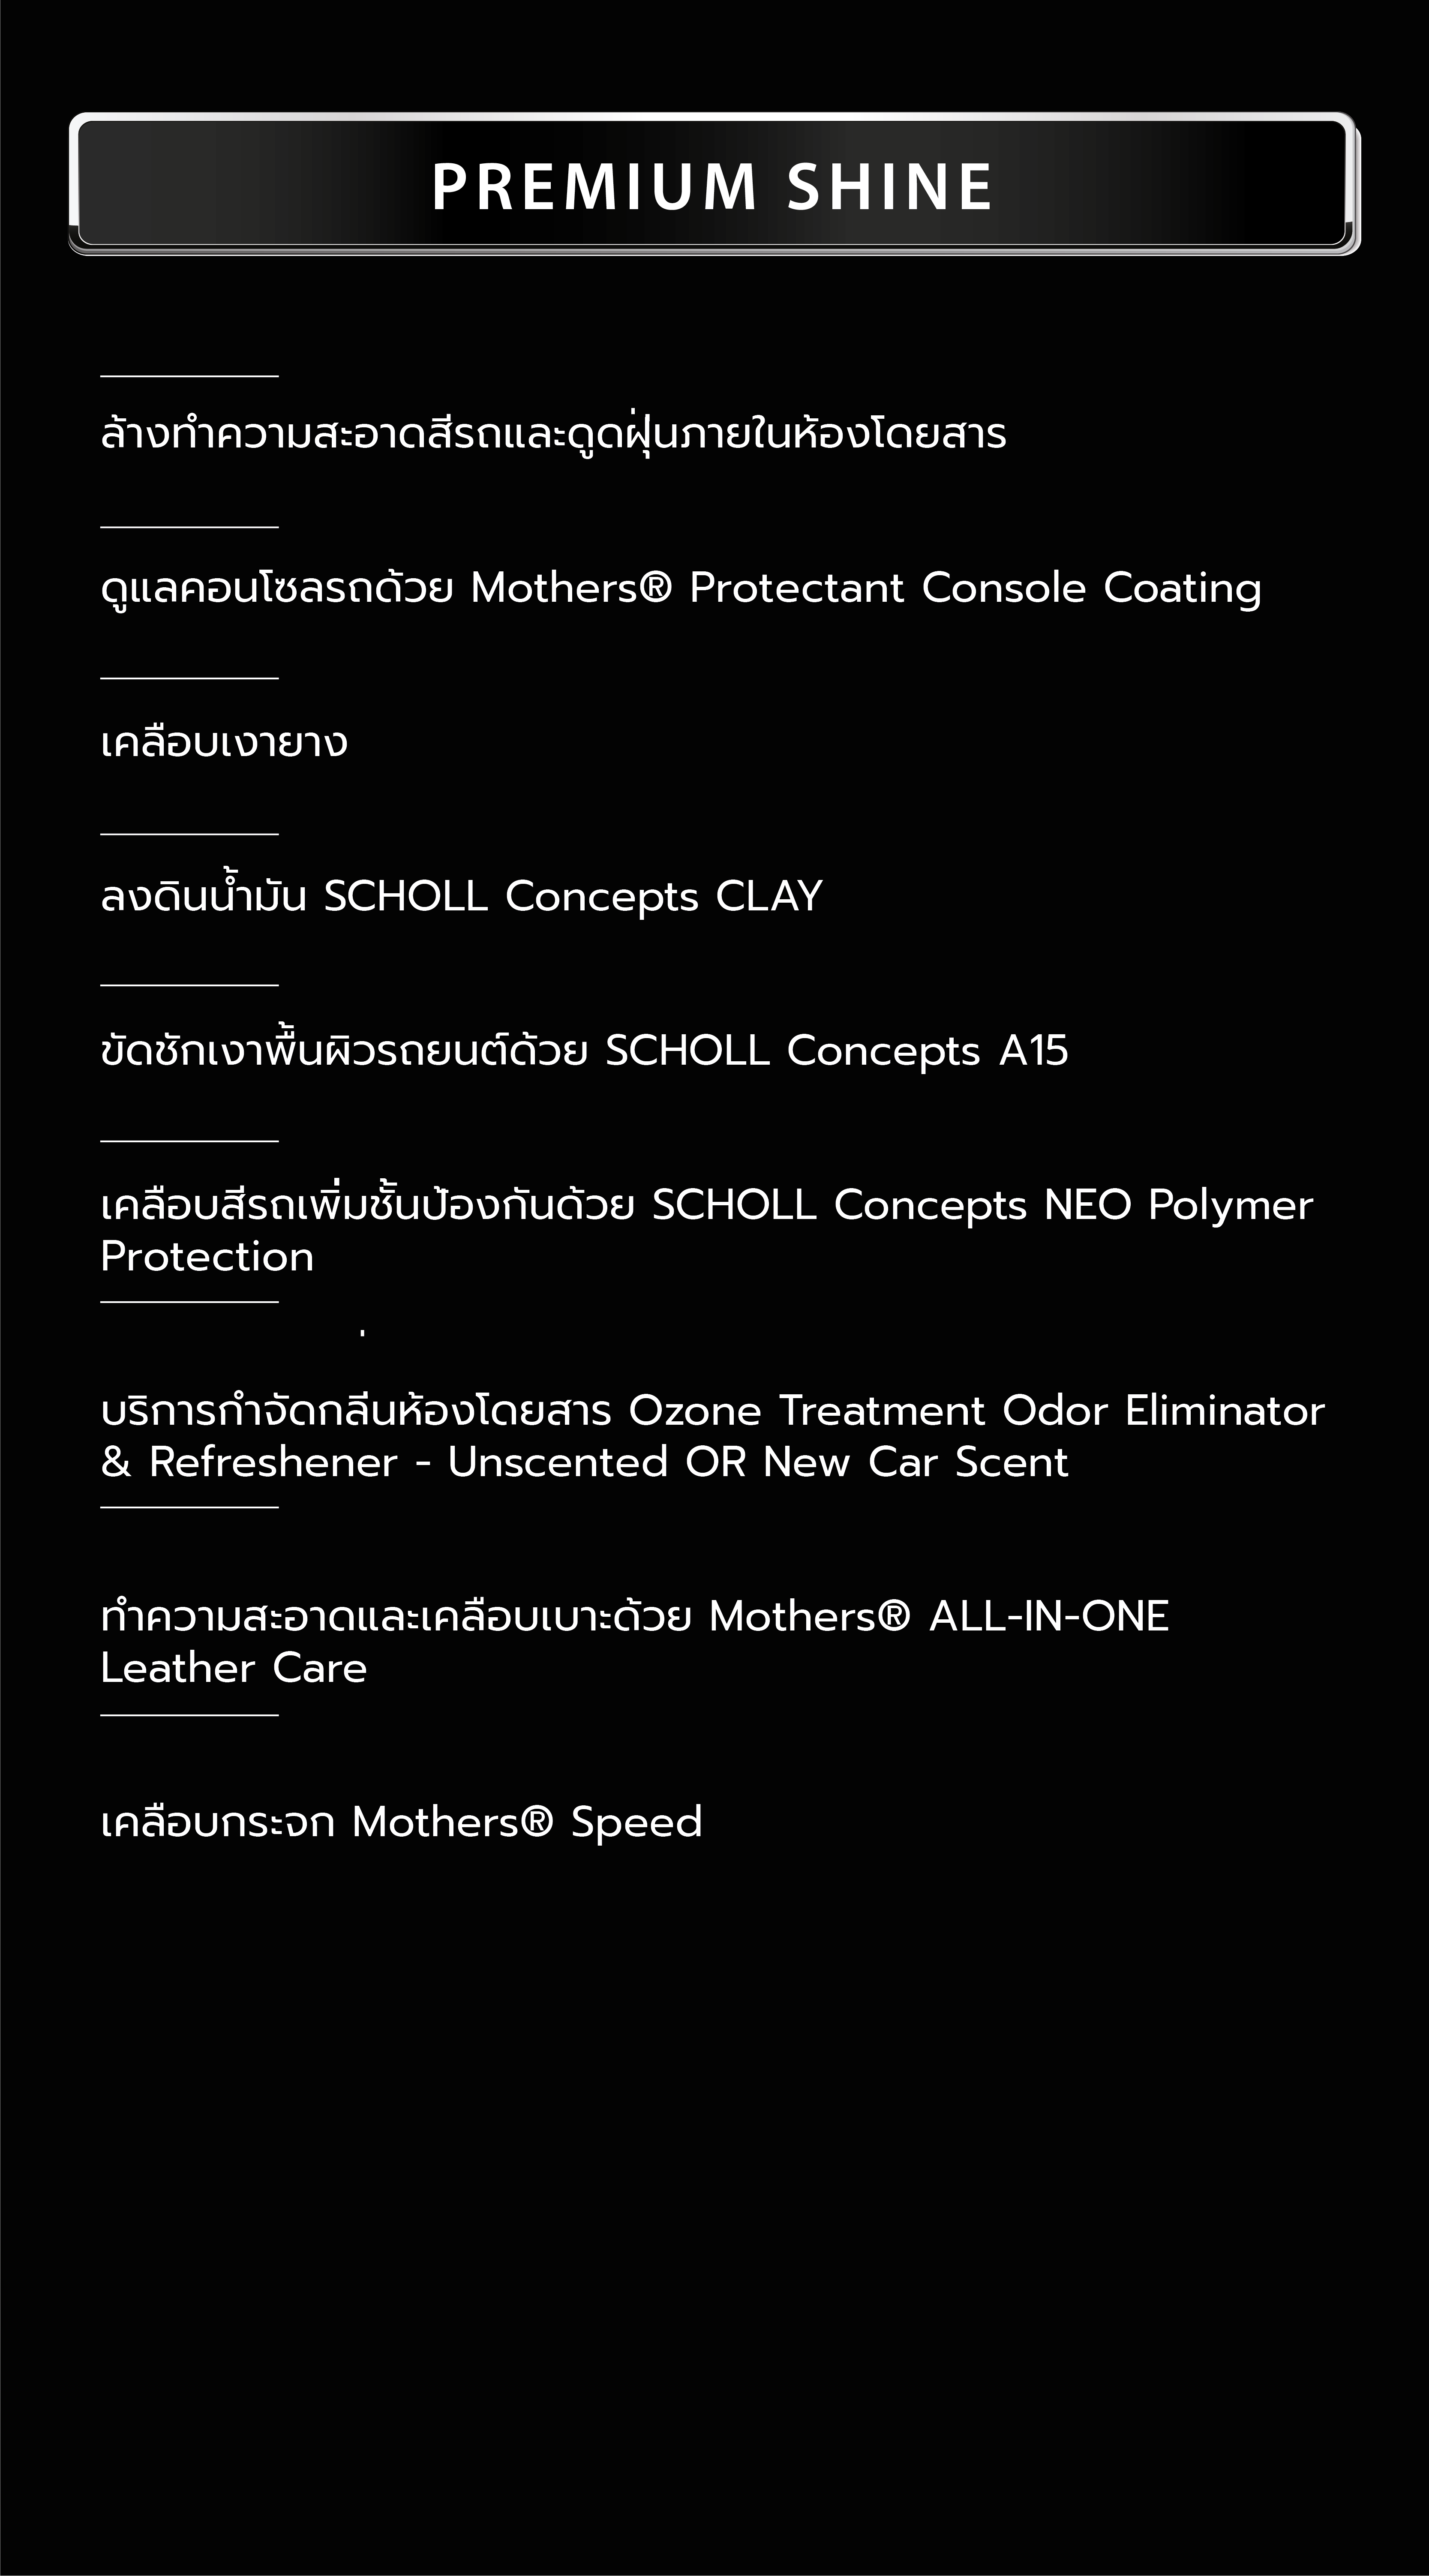 PREMIUM SHINE
ล้างทำความสะอาดสีรถและดูดฝุ่นภายในห้องโดยสาร
ดูแลคอนโซลรถด้วย Mothers® Protectant Console Coating
เคลือบเงายาง
ลงดินน้ำมัน SCHOLL Concepts CLAY
ขัดชักเงาพื้นผิวรถยนต์ด้วย SCHOLL Concepts A15
เคลือบสีรถเพิ่มชั้นป้องกันด้วย SCHOLL Concepts NEO Polymer
Protection
บริการกำจัดกลิ่นห้องโดยสาร Ozone Treatment Odor Eliminator
& Refreshener - Unscented OR New Car Scent
ทำความสะอาดและเคลือบเบาะด้วย Mothers® ALL-IN-ONE
Leather Care
เคลือบกระจก Mothers® Speed